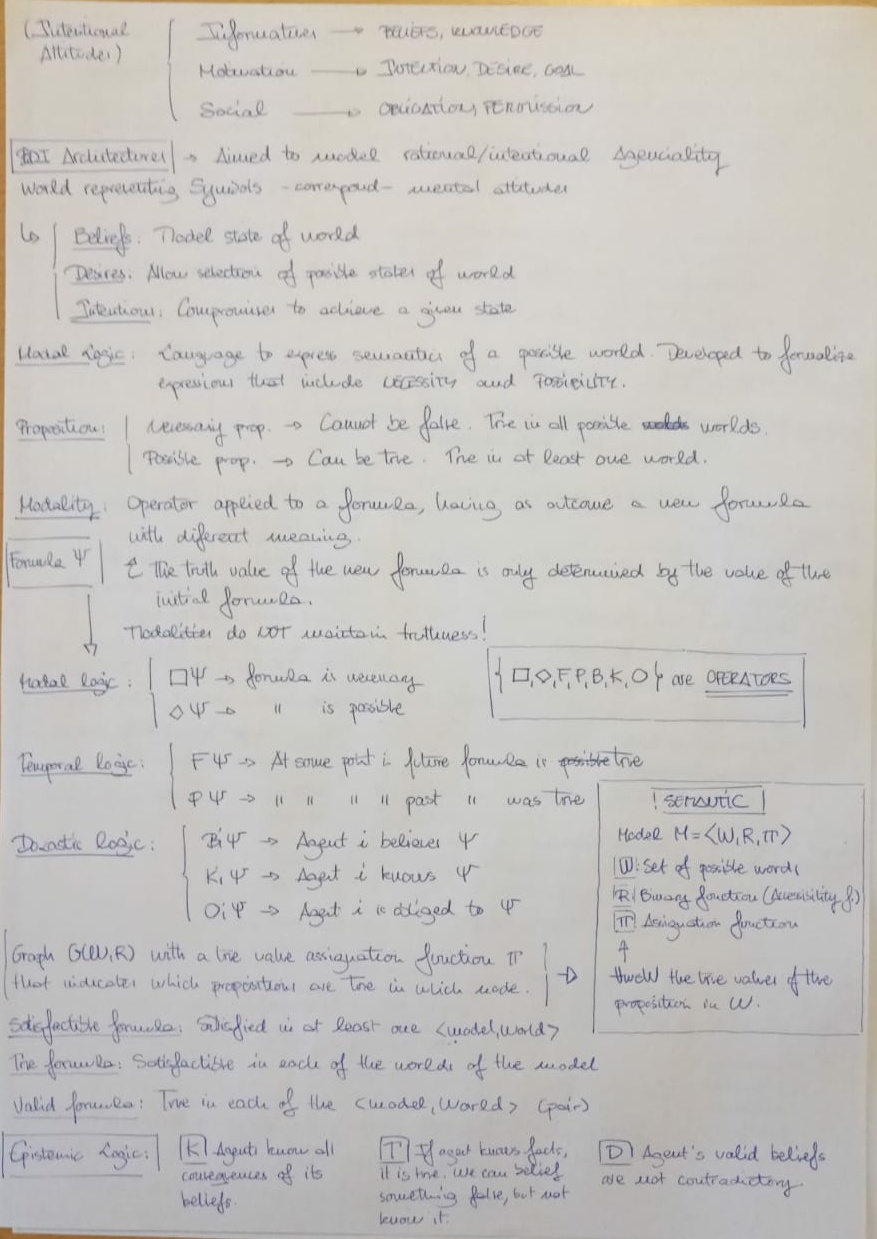 (Intentional Attitudes)
Informatives → BELIEFS, KNOWLEDGE
Motivation → INTENTION, DESIRE, GOAL
Social → OBLIGATION, PERMISSION
BDI Architectures → Aimed to model rational/intentional Agenciality
World representing Symbols - correspond - mental attitudes
↳ Beliefs: Model state of world
Desires: Allow selection of posible states of world
Intentions: Compromises to achieve a given state
Modal Logic: Language to express semantics of a possible world. Developed to formalize
expresions that include NECESSITY and POSSIBILITY.
Proposition: Necessary prop. → Cannot be false. True in all possible worlds.
Possible prop. → Can be true. True in at least one world.
Modality: Operator applied to a formula, having as outcome a new formula
with diferent meaning.
Formula Ψ
The truth value of the new formula is only determined by the value of the
initial formula.
Modalities do NOT maintain truthness!
Modal logic: □Ψ → formula is necessary
◇Ψ → " is possible
{□,◇,F,P,B,K,O} are OPERATORS
Temporal logic: FΨ → At some point in future formula is possible true
PΨ → " " " " past " was true
Doxastic logic: BiΨ → Agent i believes Ψ
KiΨ → Agent i knows Ψ
OiΨ → Agent i is obliged to Ψ
! SEMANTIC !
Model M = <W,R,π>
W: Set of possible words
R: Binary function (Accesibility f.)
π: Assignation function
the true values of the
proposition in W.
Graph G(W,R) with a true value assignation function π
that indicates which propositions are true in which node.
Satisfactible formula: Satisfied in at least one <model,world>
True formula: Satisfactible in each of the worlds of the model
Valid formula: True in each of the <model, World> (pair)
Epistemic Logic:
K Agents know all
consequences of its
beliefs.
T If agent knows facts,
it is true. We can belief
something false, but not
know it.
D Agent's valid beliefs
are not contradictory